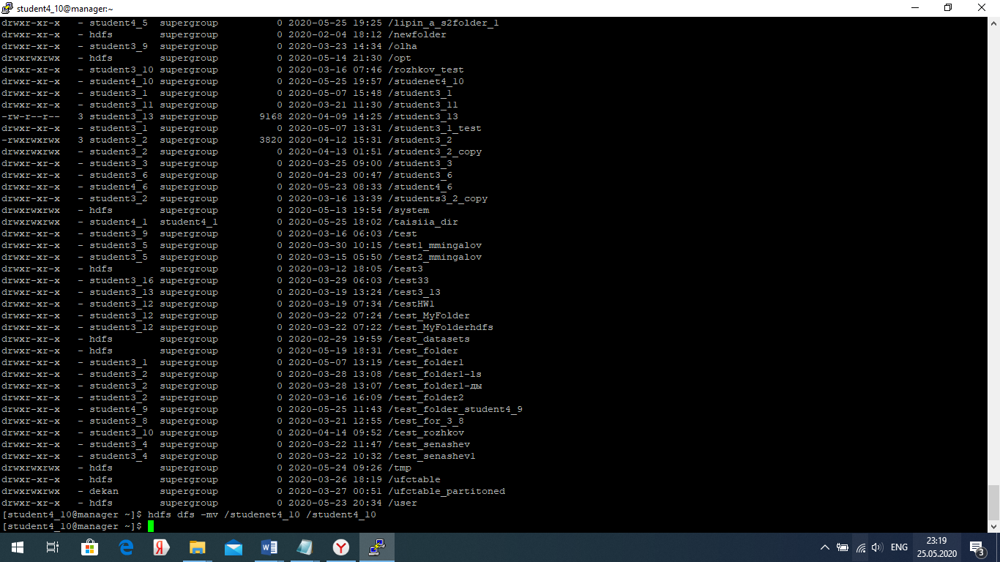 student4_10@manager:~
drwxr-xr-x - student4_5 supergroup 0 2020-05-25 19:25 /lipin_a_s2folder_1
drwxr-xr-x - hdfs supergroup 0 2020-02-04 18:12 /newfolder
drwxr-xr-x - student3_9 supergroup 0 2020-03-23 14:34 /olha
drwxrwxrwx - hdfs supergroup 0 2020-05-14 21:30 /opt
drwxr-xr-x - student3_10 supergroup 0 2020-03-16 07:46 /rozhkov_test
drwxr-xr-x - student4_10 supergroup 0 2020-05-25 19:57 /studenet4_10
drwxr-xr-x - student3_1 supergroup 0 2020-05-07 15:48 /student3_1
drwxr-xr-x - student3_11 supergroup 0 2020-03-21 11:30 /student3_11
-rw-r--r-- 3 student3_13 supergroup 9168 2020-04-09 14:25 /student3_13
drwxr-xr-x - student3_1 supergroup 0 2020-05-07 13:31 /student3_1_test
-rwxrwxrwx 3 student3_2 supergroup 3820 2020-04-12 15:31 /student3_2
drwxrwxrwx - student3_2 supergroup 0 2020-04-13 01:51 /student3_2_copy
drwxr-xr-x - student3_3 supergroup 0 2020-03-25 09:00 /student3_3
drwxr-xr-x - student3_6 supergroup 0 2020-04-23 00:47 /student3_6
drwxr-xr-x - student4_6 supergroup 0 2020-05-23 08:33 /student4_6
drwxr-xr-x - student3_2 supergroup 0 2020-03-16 13:39 /students3_2_copy
drwxrwxrwx - hdfs supergroup 0 2020-05-13 19:54 /system
drwxrwxrwx - student4_1 student4_1 0 2020-05-25 18:02 /taisiia_dir
drwxr-xr-x - student3_9 supergroup 0 2020-03-16 06:03 /test
drwxr-xr-x - student3_5 supergroup 0 2020-03-30 10:15 /test1_mmingalov
drwxr-xr-x - student3_5 supergroup 0 2020-03-15 05:50 /test2_mmingalov
drwxr-xr-x - hdfs supergroup 0 2020-03-12 18:05 /test3
drwxr-xr-x - student3_16 supergroup 0 2020-03-29 06:03 /test33
drwxr-xr-x - student3_13 supergroup 0 2020-03-19 13:24 /test3_13
drwxr-xr-x - student3_12 supergroup 0 2020-03-19 07:34 /testHW1
drwxr-xr-x - student3_12 supergroup 0 2020-03-22 07:24 /test_MyFolder
drwxr-xr-x - student3_12 supergroup 0 2020-03-22 07:22 /test_MyFolderhdfs
drwxr-xr-x - hdfs supergroup 0 2020-02-29 19:59 /test_datasets
drwxr-xr-x - hdfs supergroup 0 2020-05-19 18:31 /test_folder
drwxr-xr-x - student3_1 supergroup 0 2020-05-07 13:19 /test_folder1
drwxr-xr-x - student3_2 supergroup 0 2020-03-28 13:08 /test_folder1-ls
drwxr-xr-x - student3_2 supergroup 0 2020-03-28 13:07 /test_folder1-ды
drwxr-xr-x - student3_2 supergroup 0 2020-03-16 16:09 /test_folder2
drwxr-xr-x - student4_9 supergroup 0 2020-05-25 11:43 /test_folder_student4_9
drwxr-xr-x - student3_8 supergroup 0 2020-03-21 12:55 /test_for_3_8
drwxr-xr-x - student3_10 supergroup 0 2020-04-14 09:52 /test_rozhkov
drwxr-xr-x - student3_4 supergroup 0 2020-03-22 11:47 /test_senashev
drwxr-xr-x - student3_4 supergroup 0 2020-03-22 10:32 /test_senashev1
drwxrwxrwx - hdfs supergroup 0 2020-05-24 09:26 /tmp
drwxr-xr-x - hdfs supergroup 0 2020-03-26 18:19 /ufctable
drwxrwxrwx - dekan supergroup 0 2020-03-27 00:51 /ufctable_partitoned
drwxr-xr-x - hdfs supergroup 0 2020-05-23 20:34 /user
[student4_10@manager ~]$ hdfs dfs -mv /studenet4_10 /student4_10
[student4_10@manager ~]$
ENG
23:19
25.05.2020
3